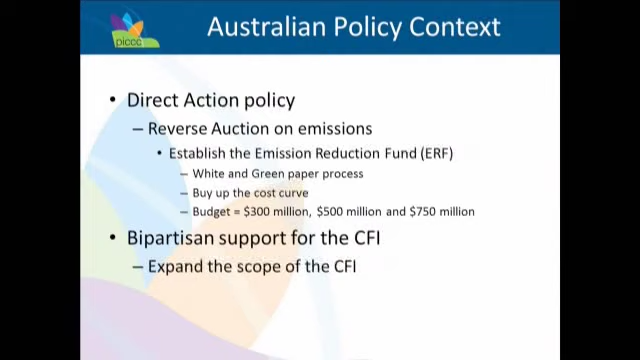 piccc
Australian Policy Context
• Direct Action policy
– Reverse Auction on emissions
• Establish the Emission Reduction Fund (ERF)
– White and Green paper process
– Buy up the cost curve
– Budget = $300 million, $500 million and $750 million
• Bipartisan support for the CFI
– Expand the scope of the CFI